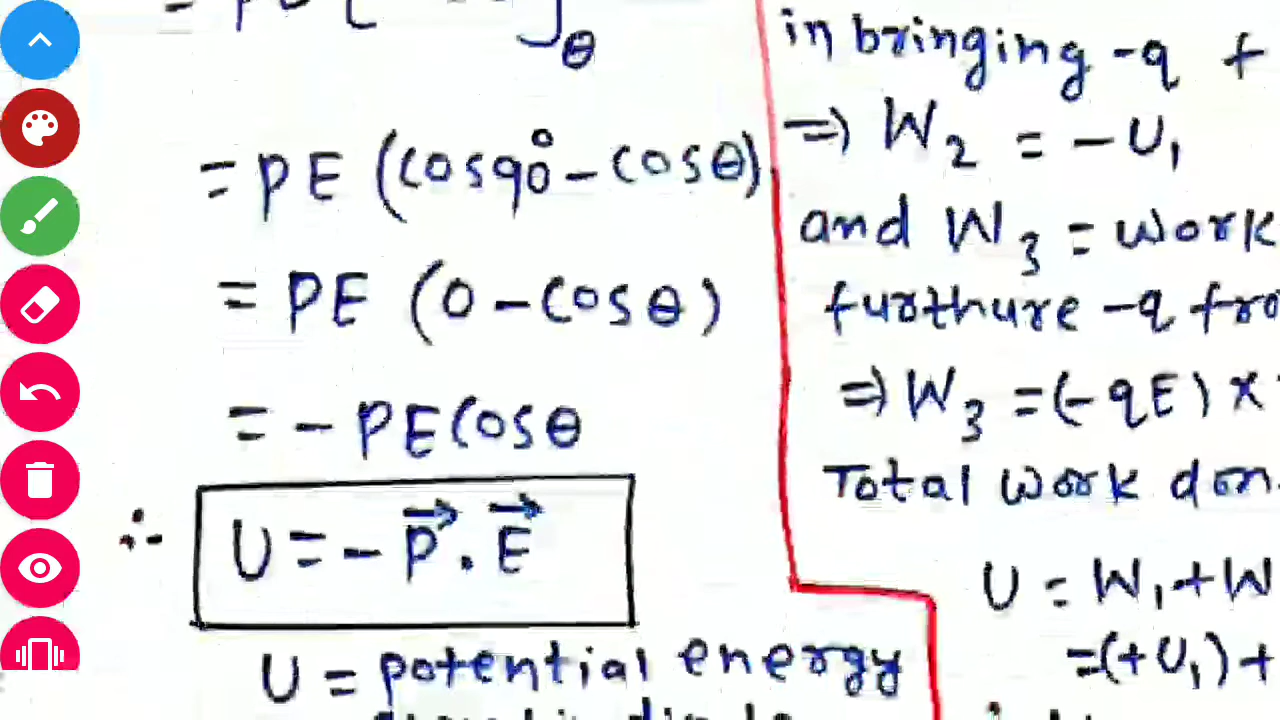 = PE (cos90° - cosθ)
= PE (0 - cosθ)
= - PE cosθ
∴ U = - P⃗ . E⃗
U = potential energy
in bringing -q
⇒ W₂ = - U₁
and W₃ = work
furthure -q fro
⇒ W₃ = (-qE) x
Total work don
U = W₁ + W
=(+U₁) +